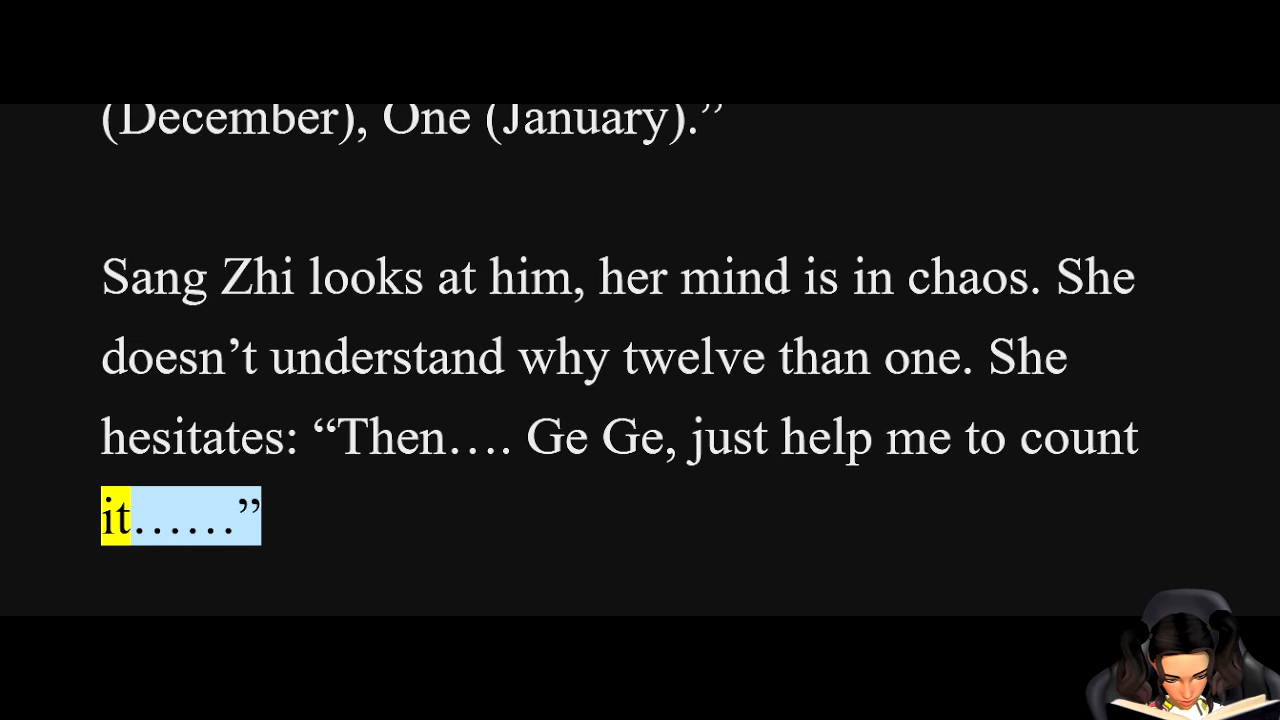 (December), One (January).”
Sang Zhi looks at him, her mind is in chaos. She
doesn’t understand why twelve than one. She
hesitates: “Then…. Ge Ge, just help me to count
it……”